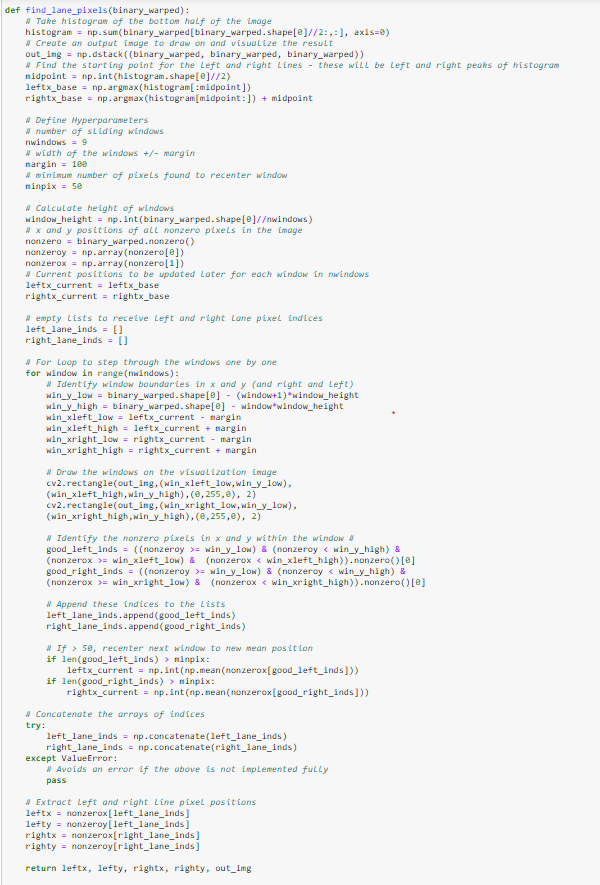 def find_lane_pixels(binary_warped):
    # Take histogram of the bottom half of the image
    histogram = np.sum(binary_warped[binary_warped.shape[0]//2:,:], axis=0)
    # Create an output image to draw on and visualize the result
    out_img = np.dstack((binary_warped, binary_warped, binary_warped))
    # Find the starting point for the left and right lines - these will be left and right peaks of histogram
    midpoint = np.int(histogram.shape[0]//2)
    leftx_base = np.argmax(histogram[:midpoint])
    rightx_base = np.argmax(histogram[midpoint:]) + midpoint

    # Define Hyperparameters
    # number of sliding windows
    nwindows = 9
    # width of the windows +/- margin
    margin = 100
    # minimum number of pixels found to recenter window
    minpix = 50

    # Calculate height of windows
    window_height = np.int(binary_warped.shape[0]//nwindows)
    # x and y positions of all nonzero pixels in the image
    nonzero = binary_warped.nonzero()
    nonzeroy = np.array(nonzero[0])
    nonzerox = np.array(nonzero[1])
    # Current positions to be updated later for each window in nwindows
    leftx_current = leftx_base
    rightx_current = rightx_base

    # empty lists to receive left and right lane pixel indices
    left_lane_inds = []
    right_lane_inds = []

    # For loop to step through the windows one by one
    for window in range(nwindows):
        # Identify window boundaries in x and y (and right and left)
        win_y_low = binary_warped.shape[0] - (window+1)*window_height
        win_y_high = binary_warped.shape[0] - window*window_height
        win_xleft_low = leftx_current - margin
        win_xleft_high = leftx_current + margin
        win_xright_low = rightx_current - margin
        win_xright_high = rightx_current + margin

        # Draw the windows on the visualization image
        cv2.rectangle(out_img,(win_xleft_low,win_y_low),
        (win_xleft_high,win_y_high),(0,255,0), 2)
        cv2.rectangle(out_img,(win_xright_low,win_y_low),
        (win_xright_high,win_y_high),(0,255,0), 2)

        # Identify the nonzero pixels in x and y within the window #
        good_left_inds = ((nonzeroy >= win_y_low) & (nonzeroy < win_y_high) &
        (nonzerox >= win_xleft_low) &  (nonzerox < win_xleft_high)).nonzero()[0]
        good_right_inds = ((nonzeroy >= win_y_low) & (nonzeroy < win_y_high) &
        (nonzerox >= win_xright_low) &  (nonzerox < win_xright_high)).nonzero()[0]

        # Append these indices to the lists
        left_lane_inds.append(good_left_inds)
        right_lane_inds.append(good_right_inds)

        # If > 50, recenter next window to new mean position
        if len(good_left_inds) > minpix:
            leftx_current = np.int(np.mean(nonzerox[good_left_inds]))
        if len(good_right_inds) > minpix:
            rightx_current = np.int(np.mean(nonzerox[good_right_inds]))

    # Concatenate the arrays of indices
    try:
        left_lane_inds = np.concatenate(left_lane_inds)
        right_lane_inds = np.concatenate(right_lane_inds)
    except ValueError:
        # Avoids an error if the above is not implemented fully
        pass

    # Extract left and right line pixel positions
    leftx = nonzerox[left_lane_inds]
    lefty = nonzeroy[left_lane_inds]
    rightx = nonzerox[right_lane_inds]
    righty = nonzeroy[right_lane_inds]

    return leftx, lefty, rightx, righty, out_img